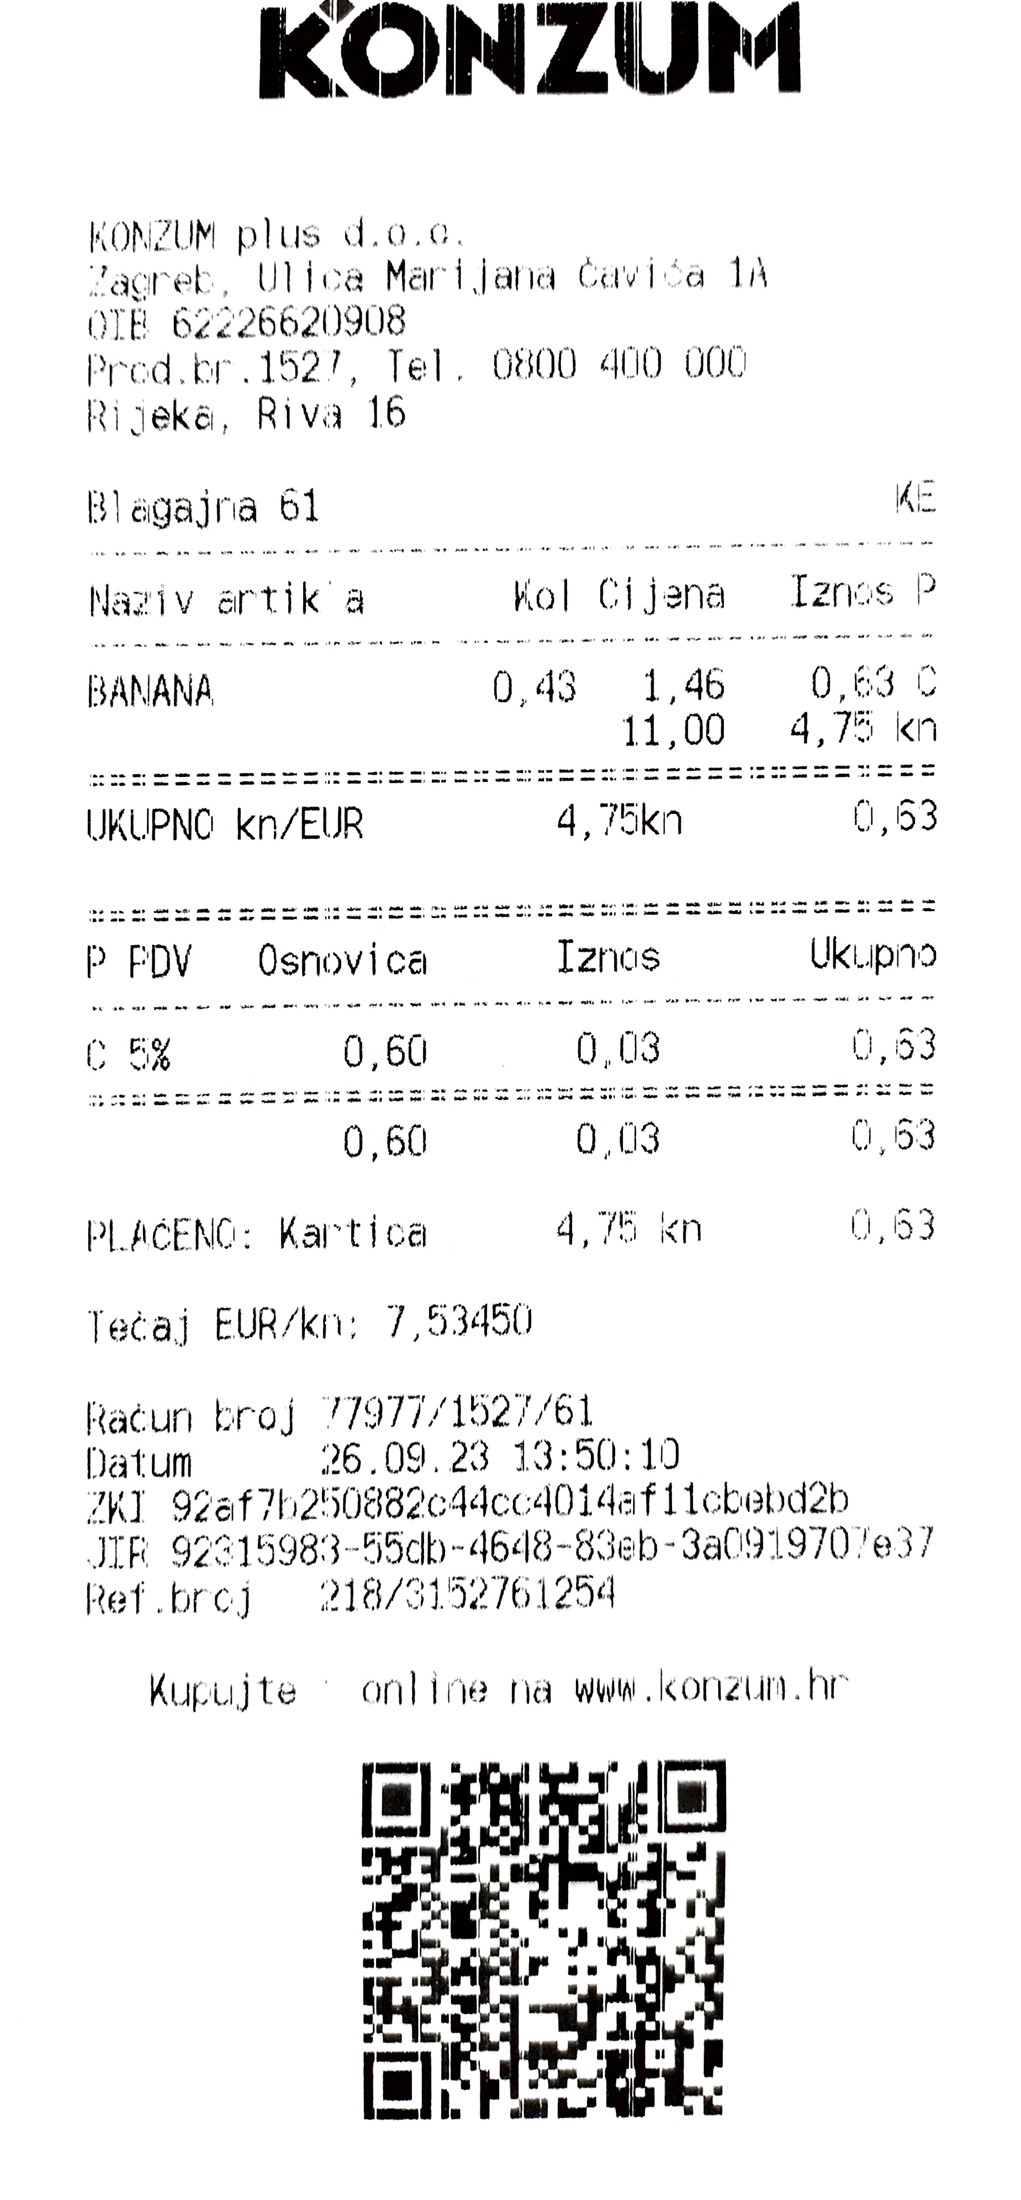 KONZUM
KONZUM plus d.o.o.
Zagreb, Ulica Marijana Čavića 1A
OIB 62226620908
Prod.br.1527, Tel. 0800 400 000
Rijeka, Riva 16
Blagajna 61 KE
Naziv artik a Kol Cijena Iznos P
BANANA 0,43 1,46 0,63 C
11,00 4,75 kn
UKUPNO kn/EUR 4,75kn 0,63
P PDV Osnovica Iznos Ukupno
C 5% 0,60 0,03 0,63
0,60 0,03 0,63
PLAĆENO: Kartica 4,75 kn 0,63
Tečaj EUR/kn: 7,53450
Račun broj 77977/1527/61
Datum 26.09.23 13:50:10
ZKI 92af7b250882c44cc4014af11cbebd2b
JIR 92315983-55db-4648-83eb-3a0919707e37
Ref.broj 218/3152761254
Kupujte online na www.konzum.hr